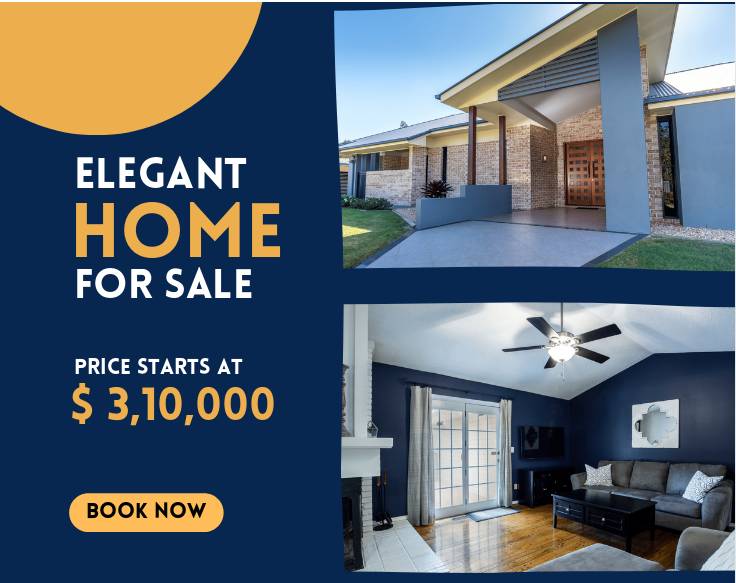 ELEGANT
HOME
FOR SALE
PRICE STARTS AT
$ 3,10,000
BOOK NOW